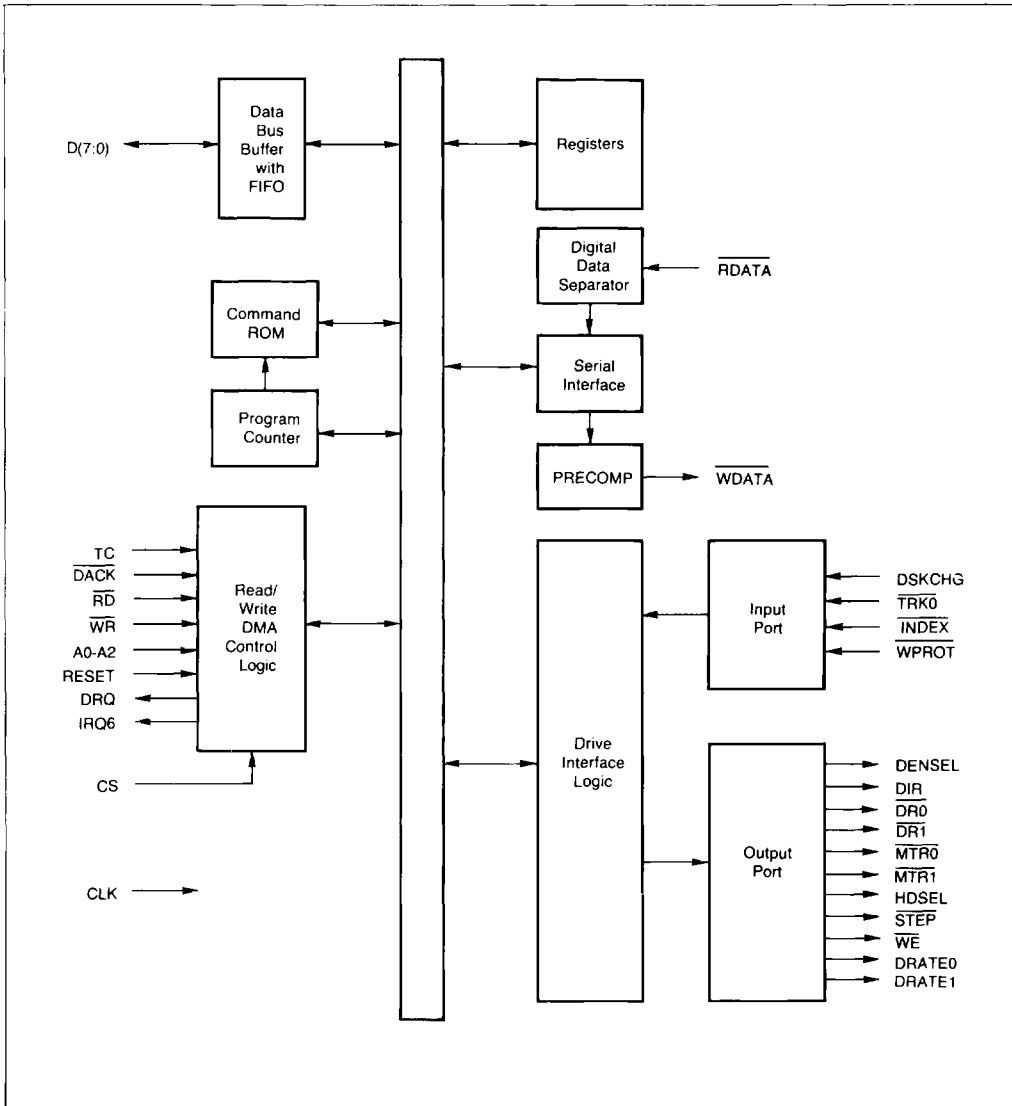 D(7:0)
Data
Bus
Buffer
with
FIFO
Registers
Digital
Data
Separator
RDATA
Command
ROM
Serial
Interface
Program
Counter
PRECOMP
WDATA
TC
DACK
RD
WR
A0-A2
RESET
DRQ
IRQ6
CS
CLK
Read/
Write
DMA
Control
Logic
Drive
Interface
Logic
Input
Port
DSKCHG
TRK0
INDEX
WPROT
Output
Port
DENSEL
DIR
DR0
DR1
MTR0
MTR1
HDSEL
STEP
WE
DRATE0
DRATE1